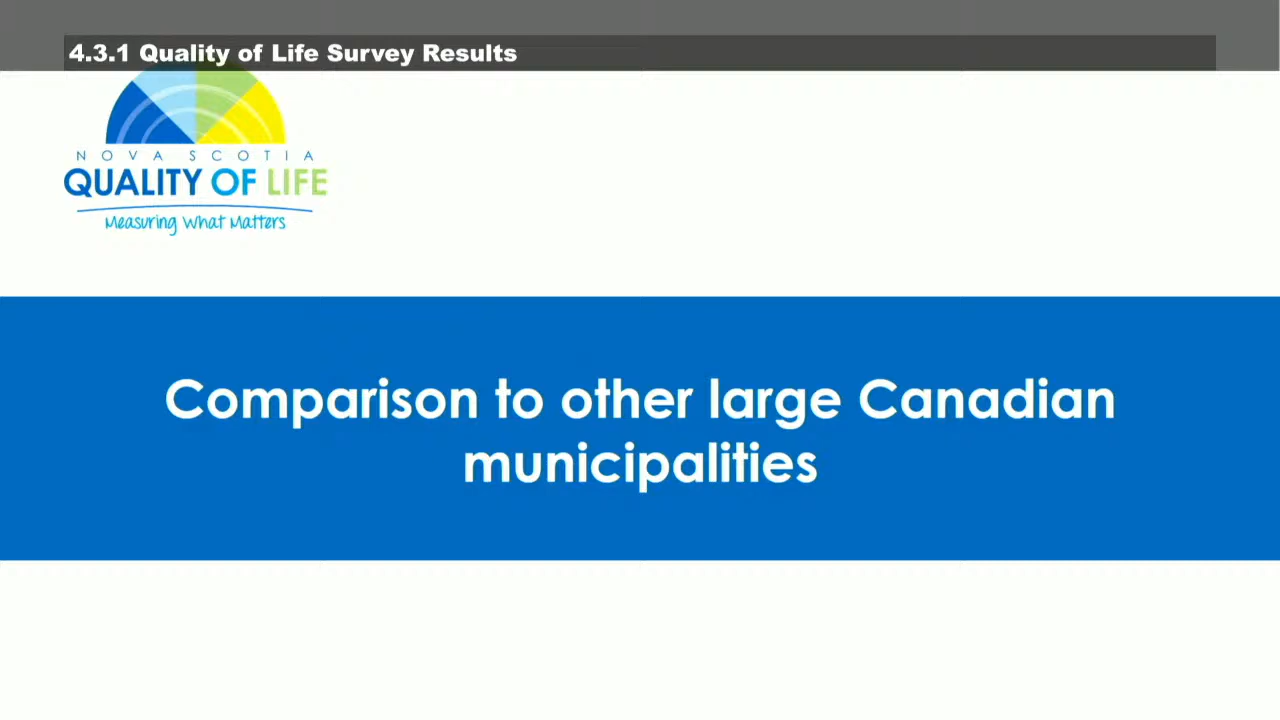 4.3.1 Quality of Life Survey Results
NOVA SCOTIA
QUALITY OF LIFE
Measuring What Matters
Comparison to other large Canadian
municipalities